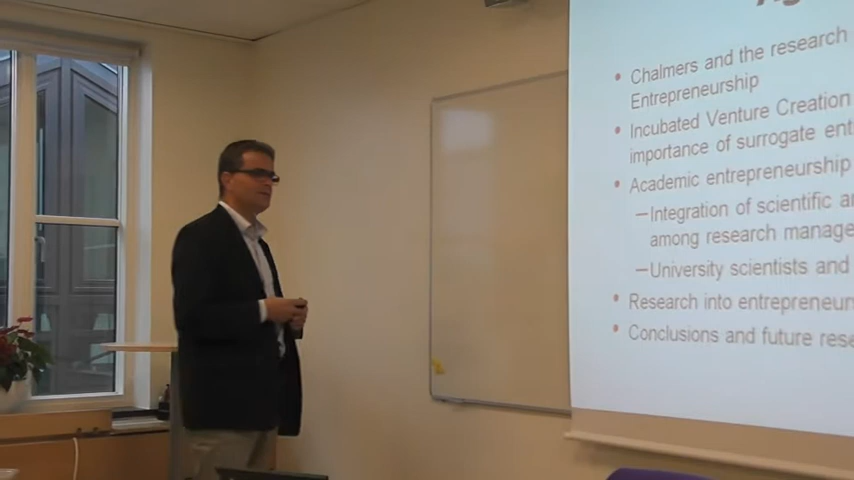 • Chalmers and the research
Entrepreneurship
• Incubated Venture Creation
importance of surrogate ent
• Academic entrepreneurship
–Integration of scientific a
among research manage
–University scientists and
• Research into entrepreneur
• Conclusions and future rese